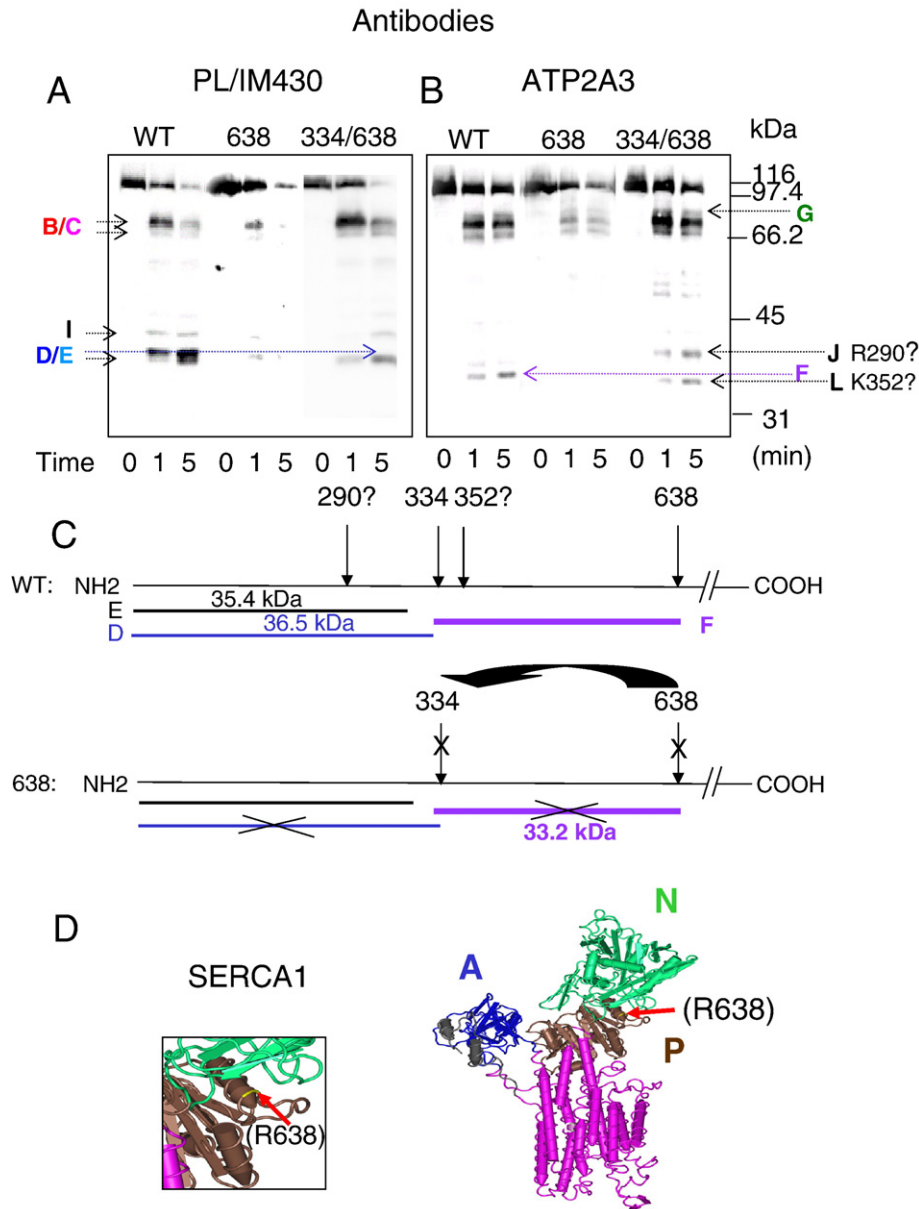 Antibodies
A PL/IM430 B ATP2A3
WT 638 334/638 WT 638 334/638 kDa
116
97.4
G
B/C
66.2
I
45
D/E
J R290?
F
L K352?
31
Time 0 1 5 0 1 5 0 1 5 0 1 5 0 1 5 0 1 5 (min)
290? 334 352? 638
C
WT: NH2 COOH
E 35.4 kDa
D 36.5 kDa F
334 638
X X
638: NH2 COOH
33.2 kDa
D
N
SERCA1 A
(R638)
P
(R638)